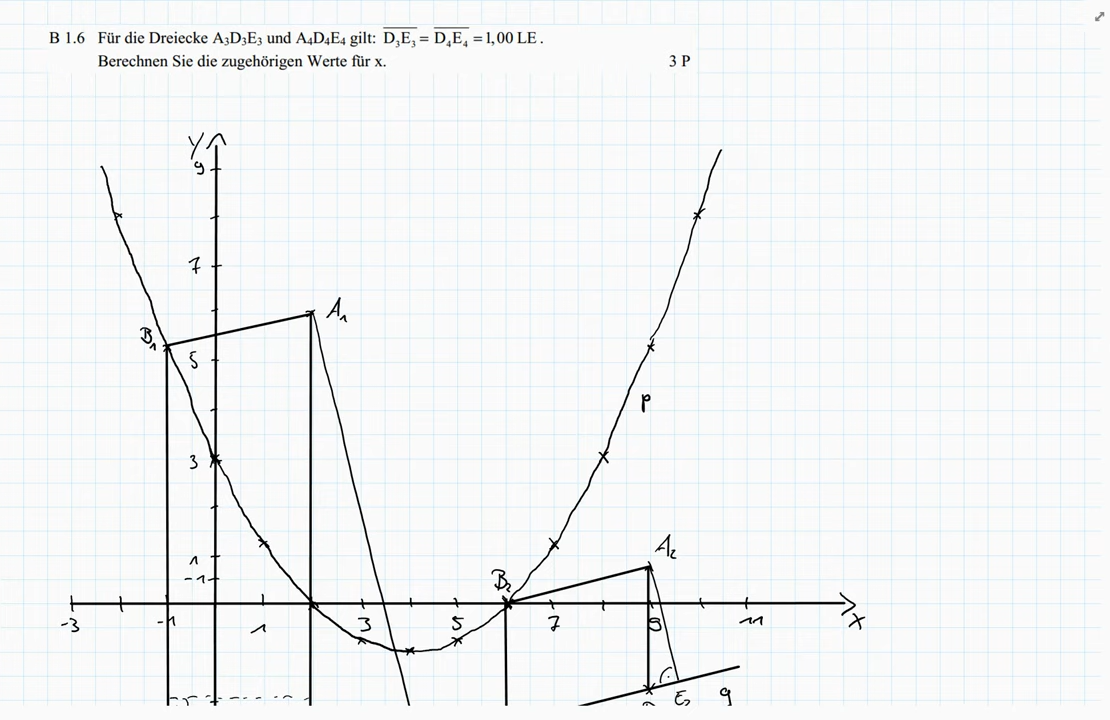 B 1.6 Für die Dreiecke A₃D₃E₃ und A₄D₄E₄ gilt: D₃E₃ = D₄E₄ = 1,00 LE .
Berechnen Sie die zugehörigen Werte für x. 3 P
y
9
7
A₁
B₁
5
p
3
A₂
1
-1
B₂
-3 -1 1 3 5 7 9 11 x
E₂ g